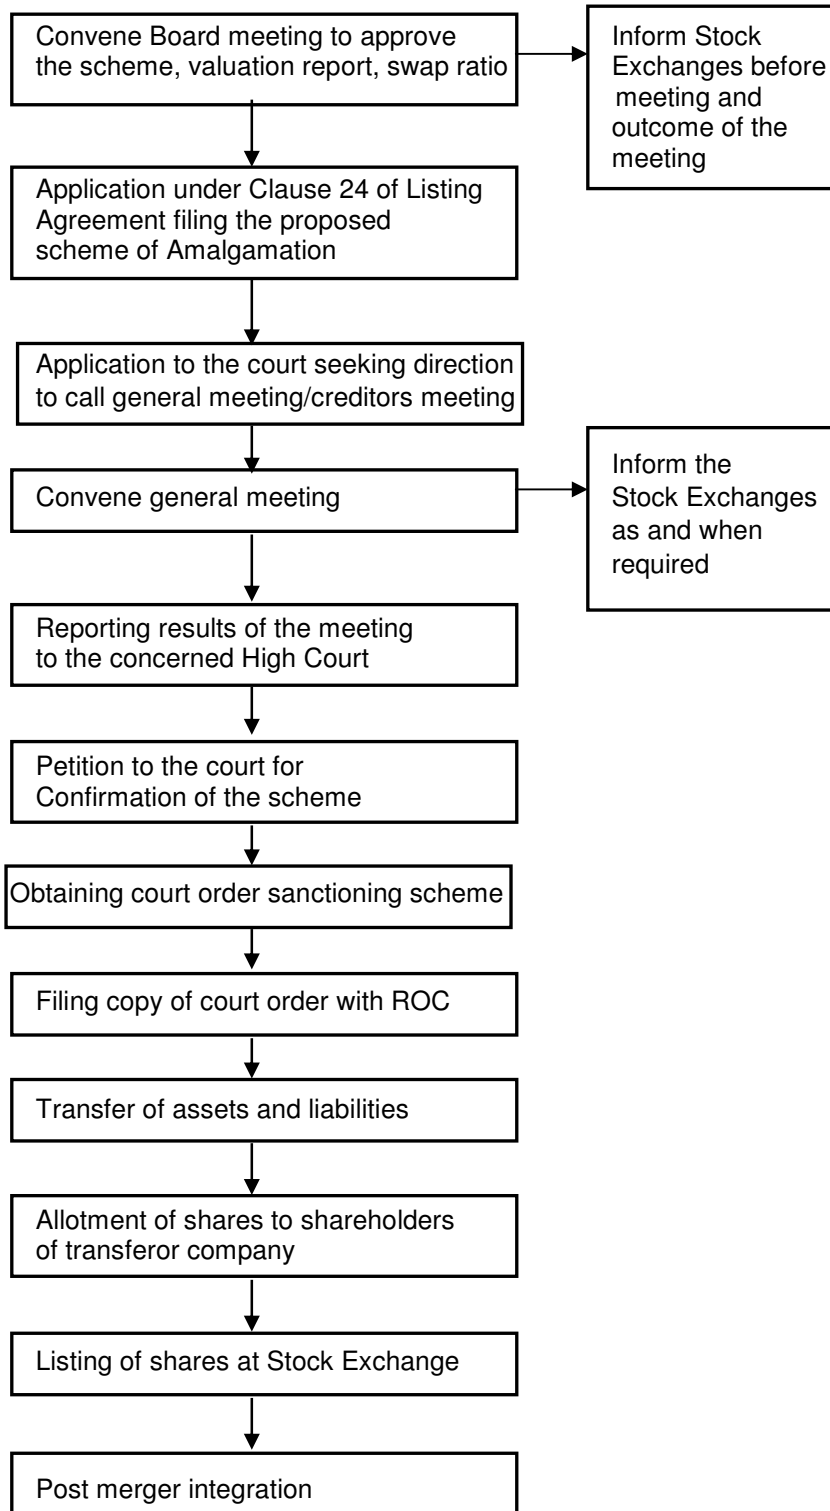 Convene Board meeting to approve
the scheme, valuation report, swap ratio
Inform Stock
Exchanges before
meeting and
outcome of the
meeting
Application under Clause 24 of Listing
Agreement filing the proposed
scheme of Amalgamation
Application to the court seeking direction
to call general meeting/creditors meeting
Convene general meeting
Inform the
Stock Exchanges
as and when
required
Reporting results of the meeting
to the concerned High Court
Petition to the court for
Confirmation of the scheme
Obtaining court order sanctioning scheme
Filing copy of court order with ROC
Transfer of assets and liabilities
Allotment of shares to shareholders
of transferor company
Listing of shares at Stock Exchange
Post merger integration